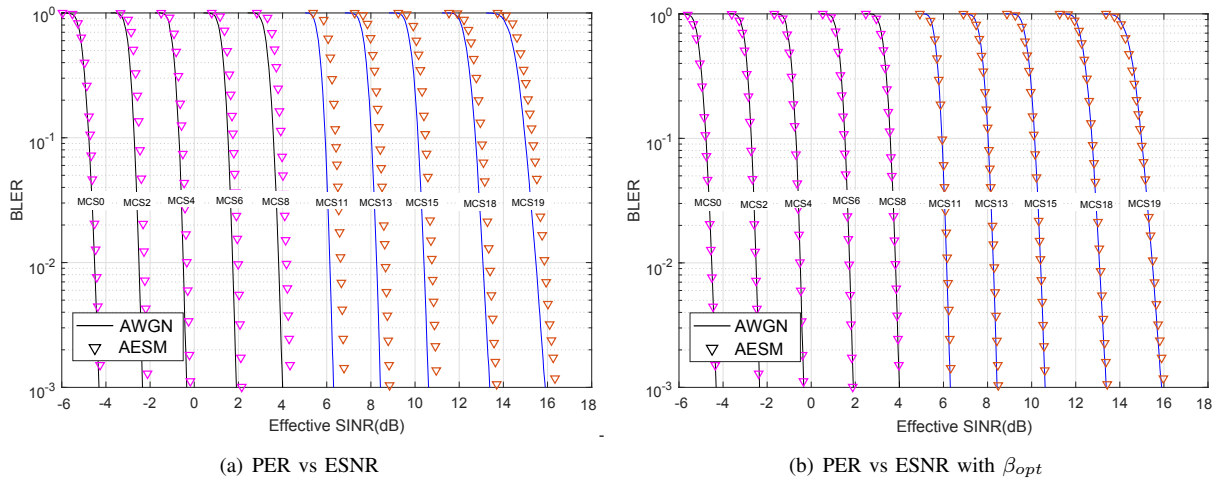 10^0
10^-1
10^-2
10^-3
BLER
MCS0 MCS2 MCS4 MCS6 MCS8 MCS11 MCS13 MCS15 MCS18 MCS19
AWGN
AESM
-6 -4 -2 0 2 4 6 8 10 12 14 16 18
Effective SINR(dB)
(a) PER vs ESNR
10^0
10^-1
10^-2
10^-3
BLER
MCS0 MCS2 MCS4 MCS6 MCS8 MCS11 MCS13 MCS15 MCS18 MCS19
AWGN
AESM
-6 -4 -2 0 2 4 6 8 10 12 14 16 18
Effective SINR(dB)
(b) PER vs ESNR with β_opt